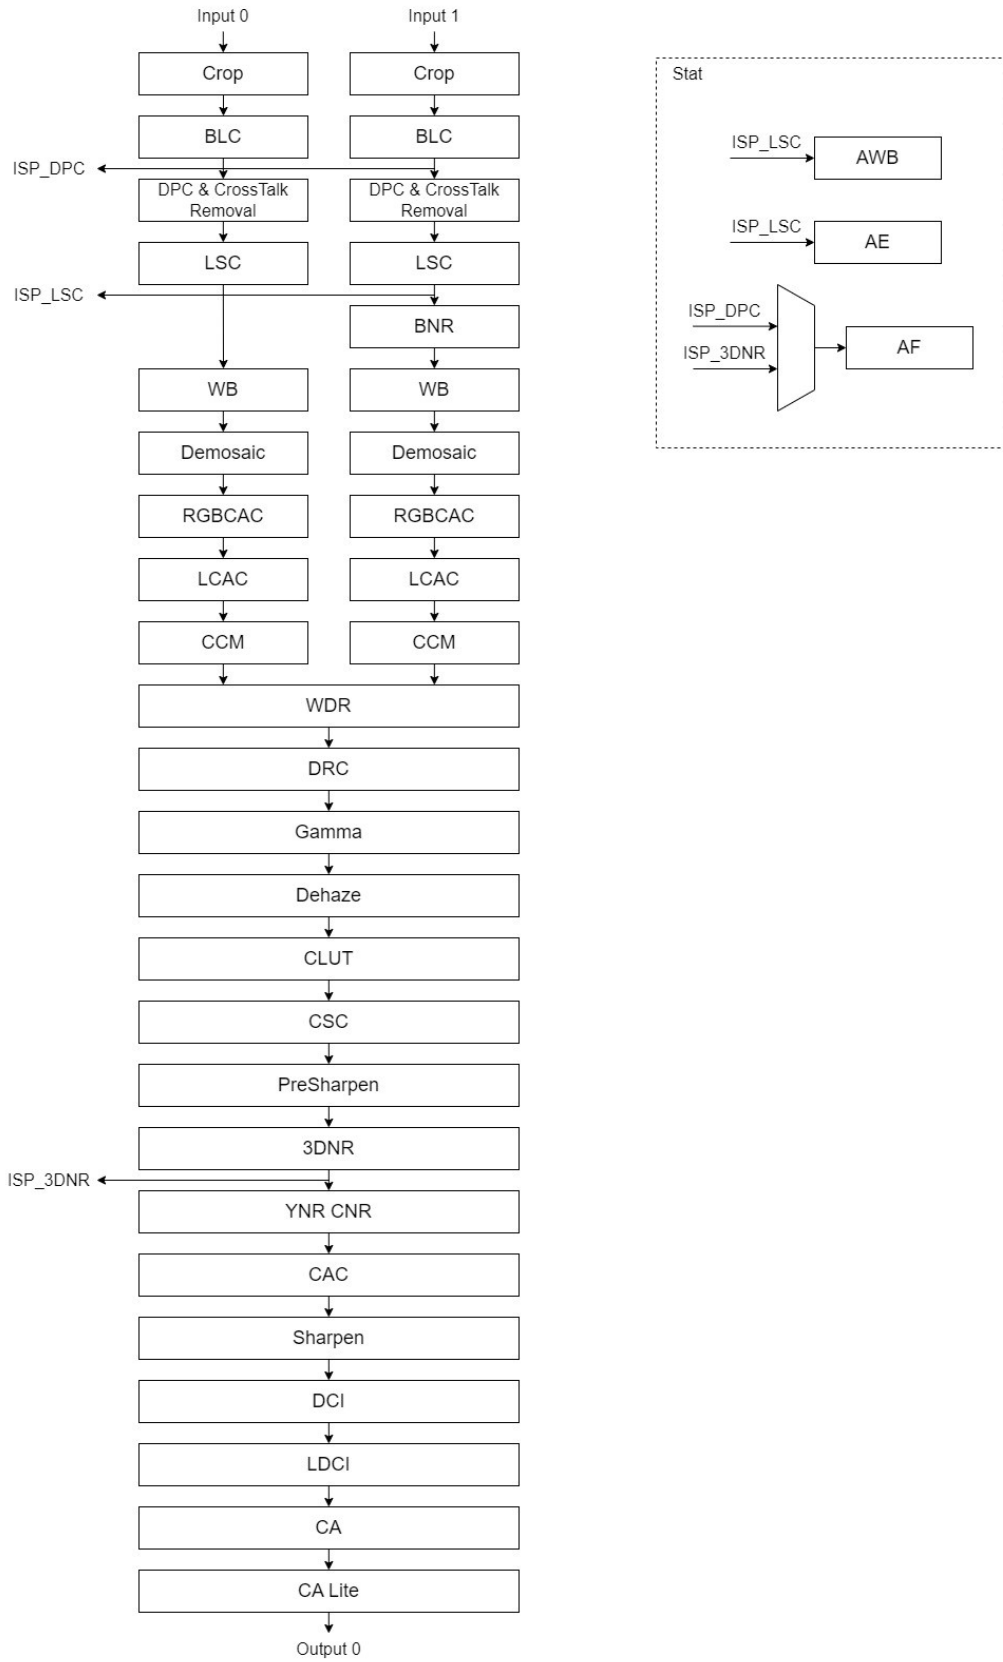 Input 0
Input 1
Crop
Crop
Stat
BLC
BLC
ISP_LSC
AWB
ISP_DPC
DPC & CrossTalk
Removal
DPC & CrossTalk
Removal
ISP_LSC
AE
LSC
LSC
ISP_LSC
BNR
ISP_DPC
ISP_3DNR
AF
WB
WB
Demosaic
Demosaic
RGBCAC
RGBCAC
LCAC
LCAC
CCM
CCM
WDR
DRC
Gamma
Dehaze
CLUT
CSC
PreSharpen
3DNR
ISP_3DNR
YNR CNR
CAC
Sharpen
DCI
LDCI
CA
CA Lite
Output 0